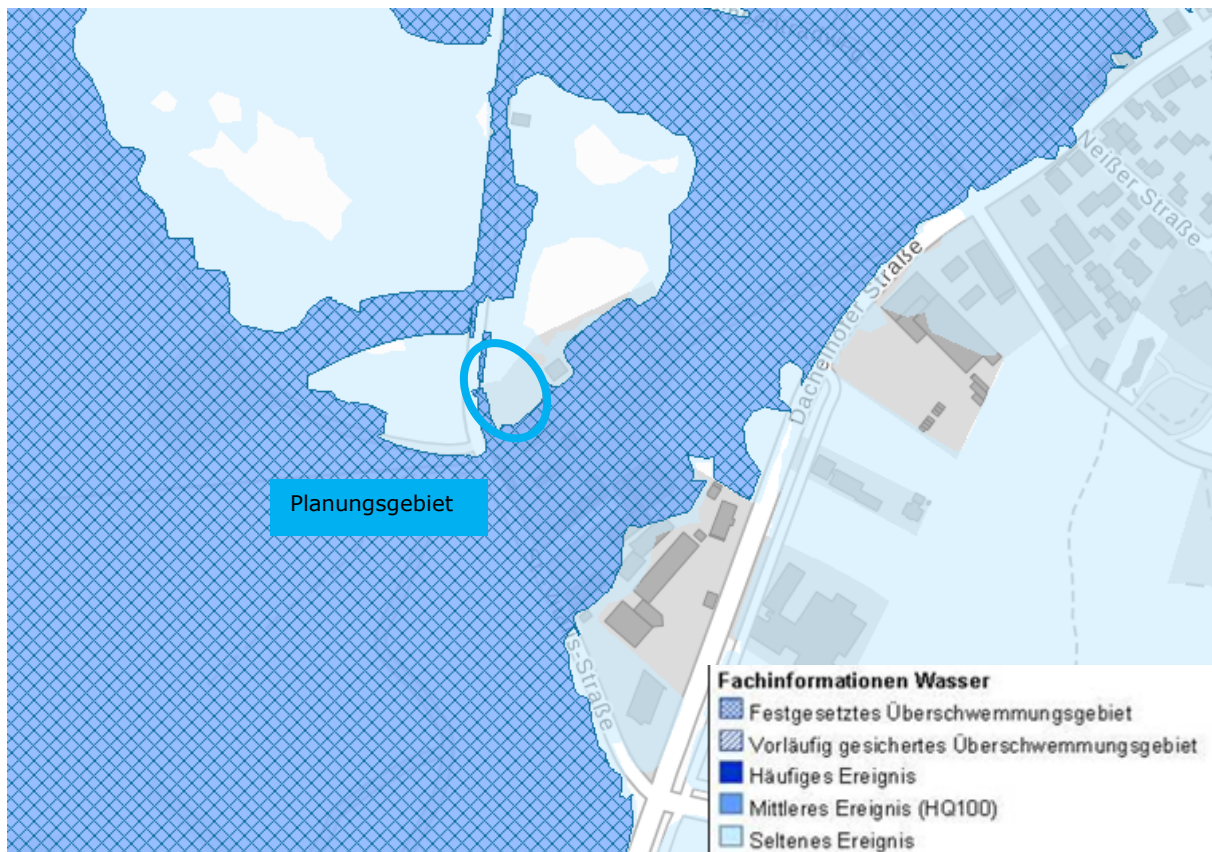 Neißer Straße
Dachelhofer Straße
Planungsgebiet
s-Straße
Fachinformationen Wasser
Festgesetztes Überschwemmungsgebiet
Vorläufig gesichertes Überschwemmungsgebiet
Häufiges Ereignis
Mittleres Ereignis (HQ100)
Seltenes Ereignis